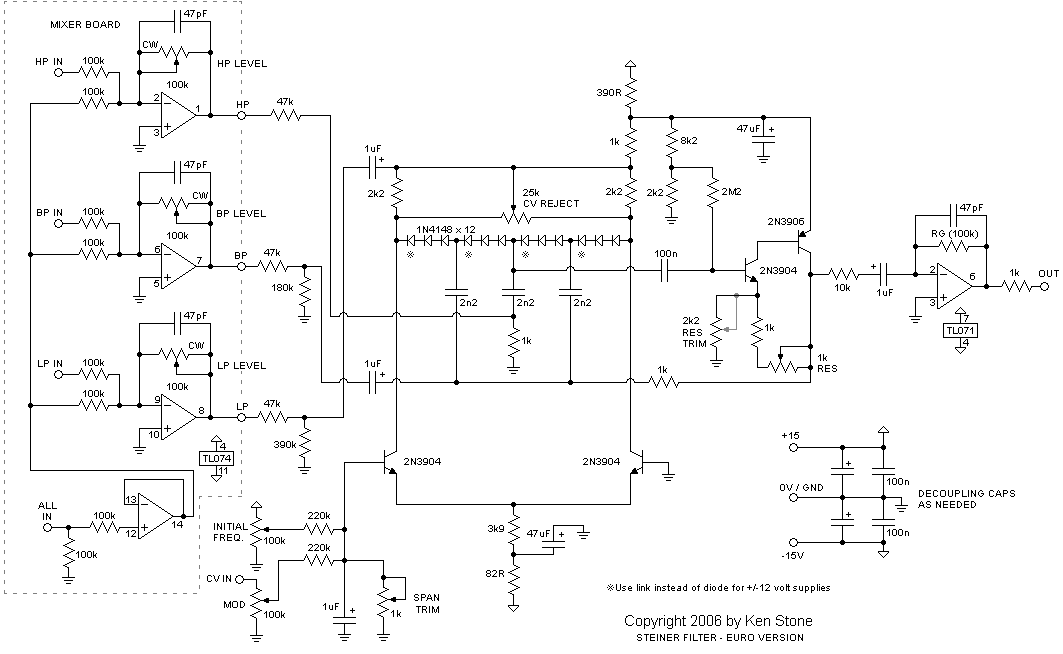 MIXER BOARD
47pF
CW
HP IN
100k
HP LEVEL
100k
100k
2
1
3
HP
47k
47pF
CW
BP IN
100k
BP LEVEL
100k
100k
6
7
5
BP
47k
180k
47pF
CW
LP IN
100k
LP LEVEL
100k
100k
9
8
10
LP
47k
390k
4
TL074
11
ALL
IN
100k
100k
13
12
14
1uF
+
2k2
25k
CV REJECT
390R
1k
2k2
8k2
2k2
2M2
47uF
+
1N4148 x 12
※
※
※
※
2n2
2n2
2n2
1k
100n
2N3904
2N3906
2k2
RES
TRIM
1k
1k
RES
1uF
+
1k
10k
+
1uF
47pF
RG (100k)
2
6
3
7
TL071
4
1k
OUT
2N3904
2N3904
INITIAL
FREQ.
100k
220k
220k
CV IN
MOD
100k
1uF
+
1k
SPAN
TRIM
3k9
47uF
+
82R
+15
0V / GND
-15V
+
100n
+
100n
DECOUPLING CAPS
AS NEEDED
※Use link instead of diode for +/-12 volt supplies
Copyright 2006 by Ken Stone
STEINER FILTER - EURO VERSION